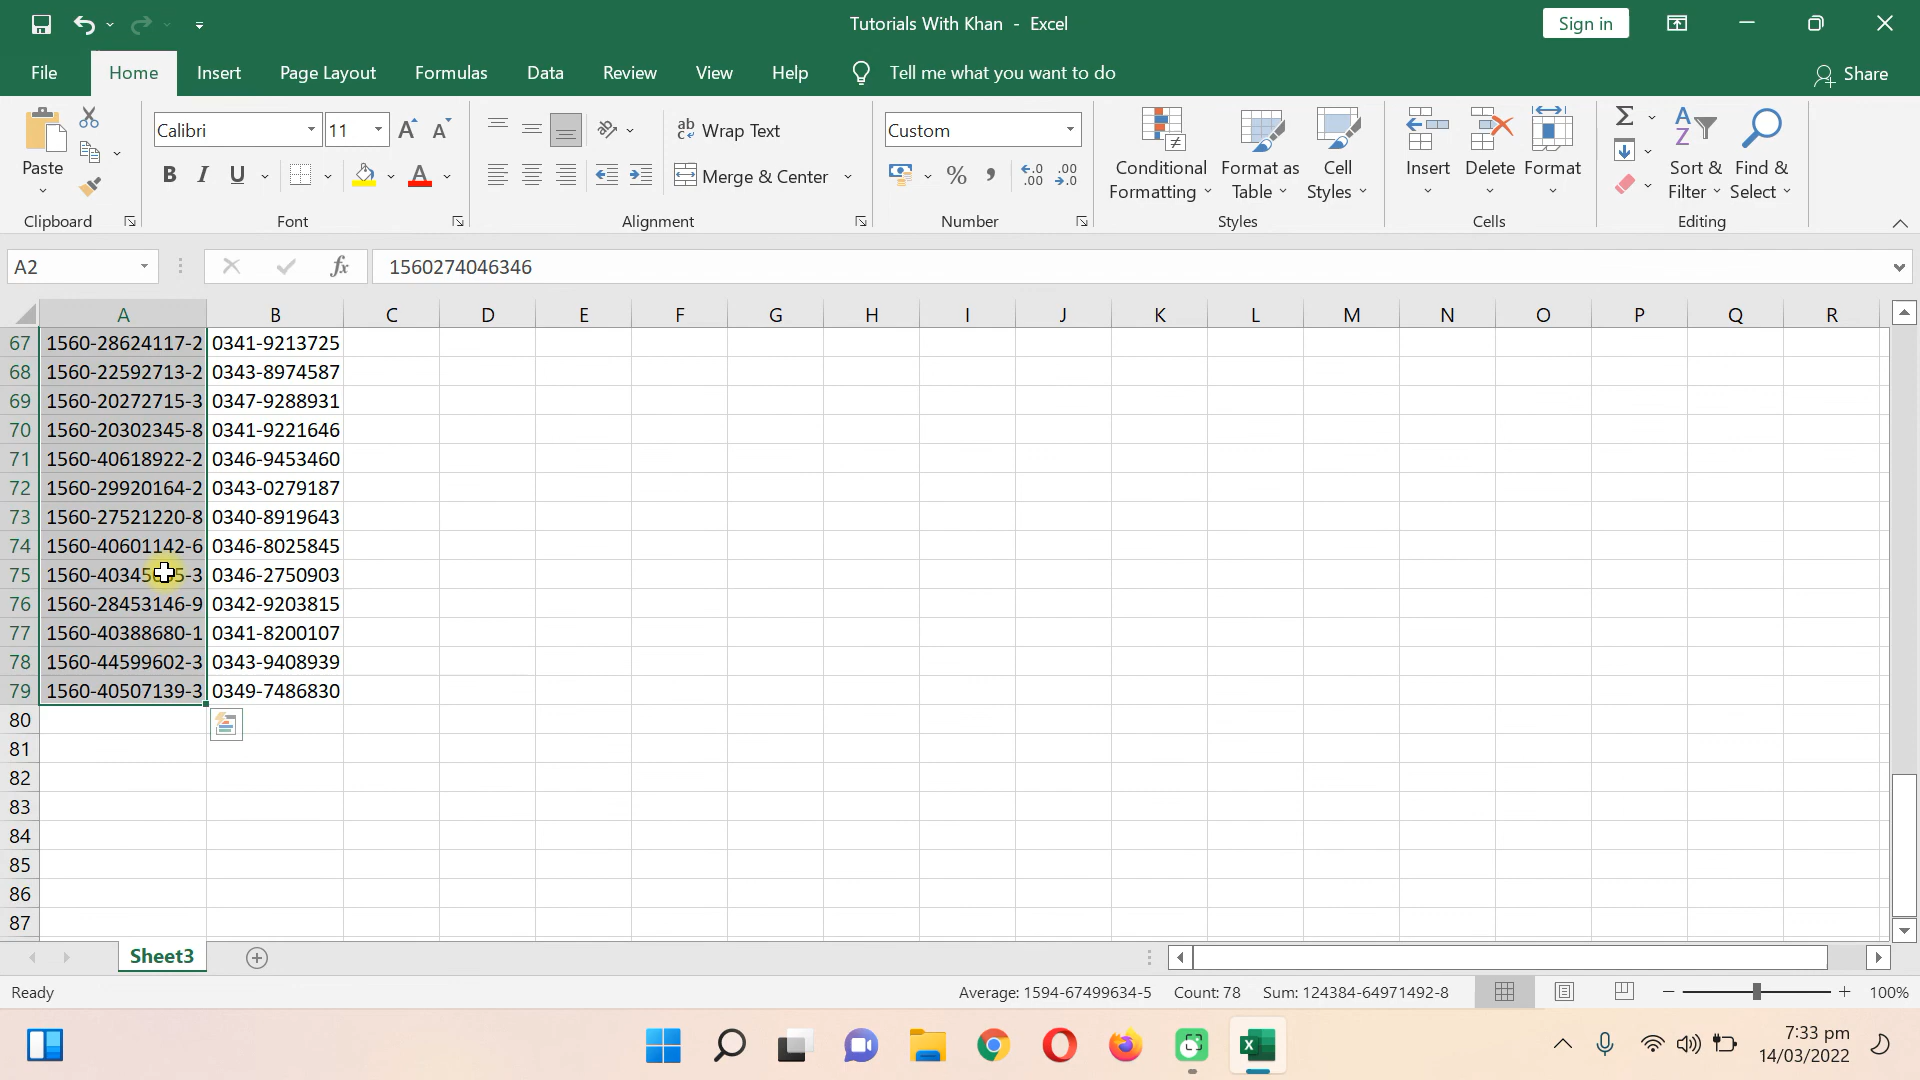 Tutorials With Khan - Excel
Sign in
File Home Insert Page Layout Formulas Data Review View Help Tell me what you want to do Share
Paste
Clipboard
Calibri 11
B I U
A
Font
Wrap Text
Merge & Center
Alignment
Custom
% , .00
Number
Conditional Formatting
Format as Table
Cell Styles
Styles
Insert Delete Format
Cells
Sort & Filter
Find & Select
Editing
A2 fx 1560274046346
A B C D E F G H I J K L M N O P Q R
67 1560-28624117-2 0341-9213725
68 1560-22592713-2 0343-8974587
69 1560-20272715-3 0347-9288931
70 1560-20302345-8 0341-9221646
71 1560-40618922-2 0346-9453460
72 1560-29920164-2 0343-0279187
73 1560-27521220-8 0340-8919643
74 1560-40601142-6 0346-8025845
75 0346-2750903
76 1560-28453146-9 0342-9203815
77 1560-40388680-1 0341-8200107
78 1560-44599602-3 0343-9408939
79 1560-40507139-3 0349-7486830
80
81
82
83
84
85
86
87
Sheet3
Ready Average: 1594-67499634-5 Count: 78 Sum: 124384-64971492-8 100%
7:33 pm
14/03/2022